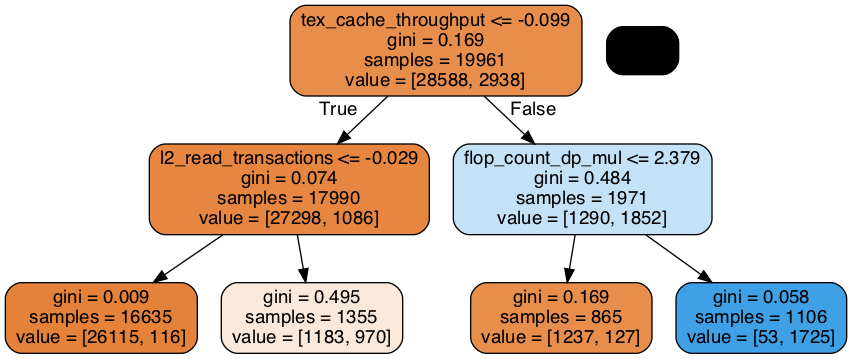 tex_cache_throughput <= -0.099
gini = 0.169
samples = 19961
value = [28588, 2938]
True
False
l2_read_transactions <= -0.029
gini = 0.074
samples = 17990
value = [27298, 1086]
flop_count_dp_mul <= 2.379
gini = 0.484
samples = 1971
value = [1290, 1852]
gini = 0.009
samples = 16635
value = [26115, 116]
gini = 0.495
samples = 1355
value = [1183, 970]
gini = 0.169
samples = 865
value = [1237, 127]
gini = 0.058
samples = 1106
value = [53, 1725]